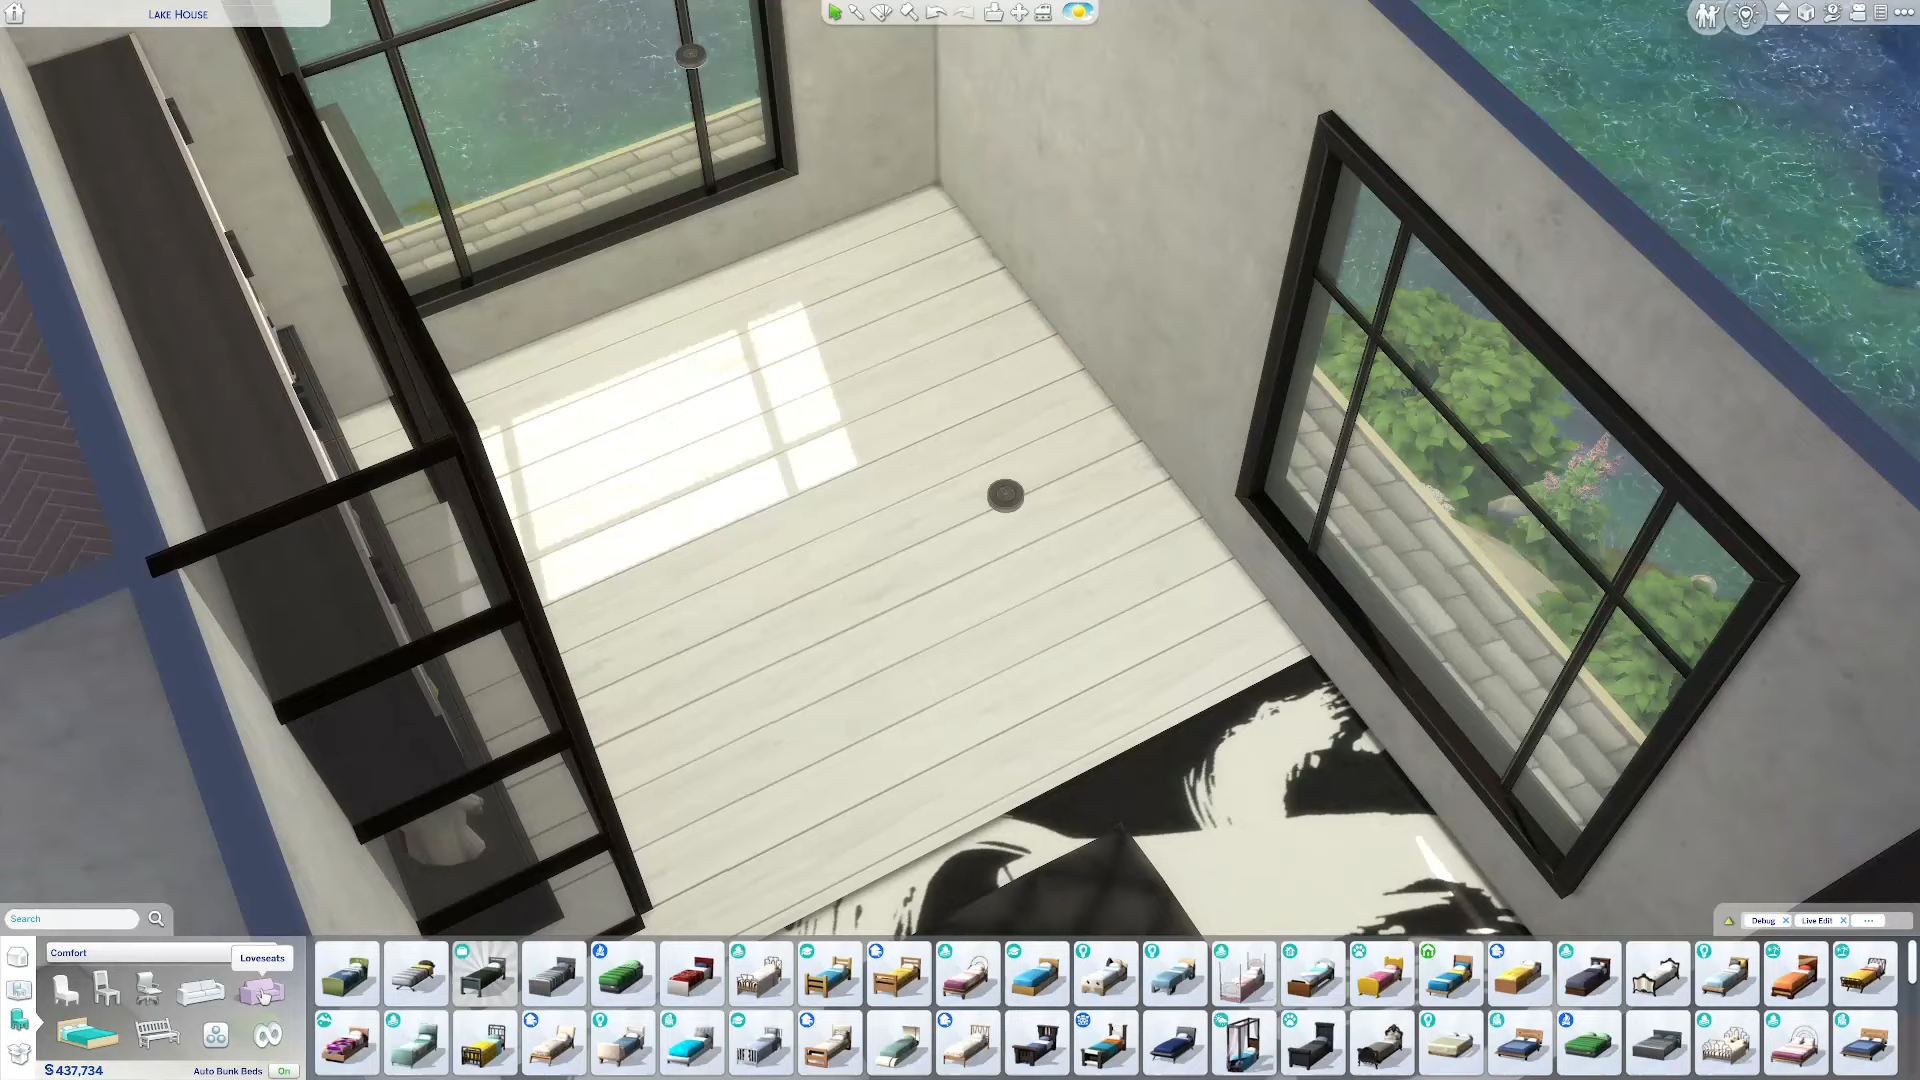 LAKE HOUSE
Search
Debug
Live Edit
Comfort
Loveseats
$437,734
Auto Bunk Beds
On